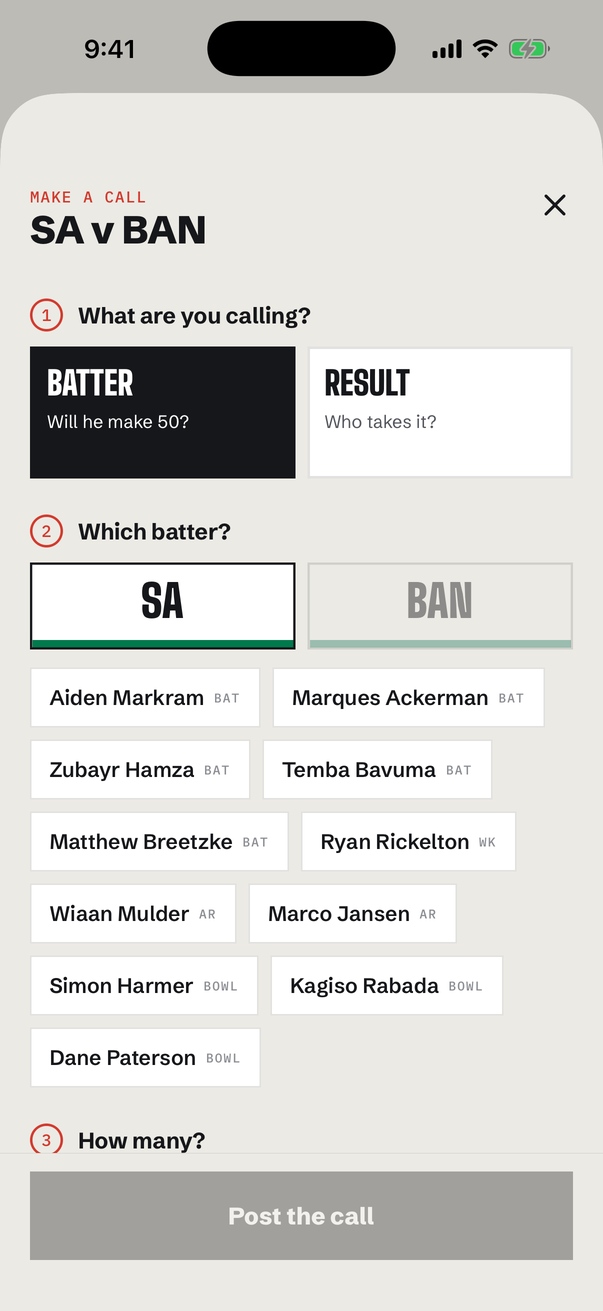 9:41
MAKE A CALL
SA v BAN
1 What are you calling?
BATTER RESULT
Will he make 50? Who takes it?
2 Which batter?
SA BAN
Aiden Markram BAT Marques Ackerman BAT
Zubayr Hamza BAT Temba Bavuma BAT
Matthew Breetzke BAT Ryan Rickelton WK
Wiaan Mulder AR Marco Jansen AR
Simon Harmer BOWL Kagiso Rabada BOWL
Dane Paterson BOWL
3 How many?
Post the call